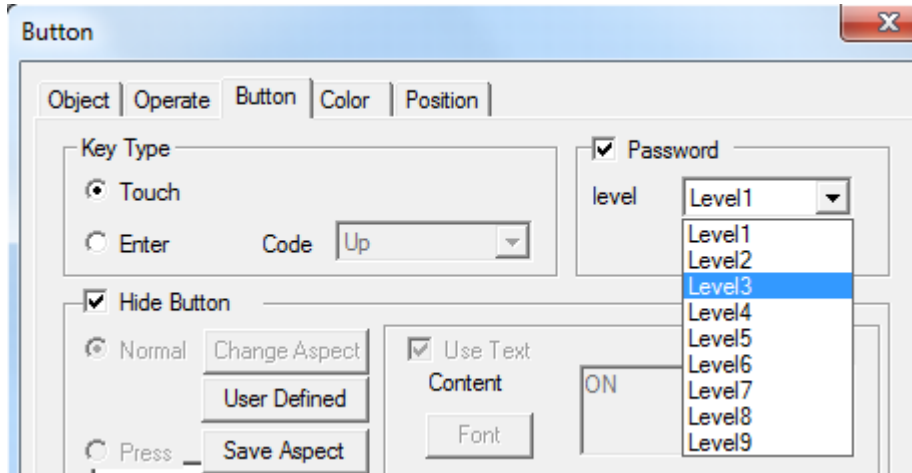 Button
Object Operate Button Color Position
Key Type
Touch
Enter Code Up
Password
level Level1
Level1
Level2
Level3
Level4
Level5
Level6
Level7
Level8
Level9
Hide Button
Normal Change Aspect
User Defined
Press Save Aspect
Use Text
Content ON
Font